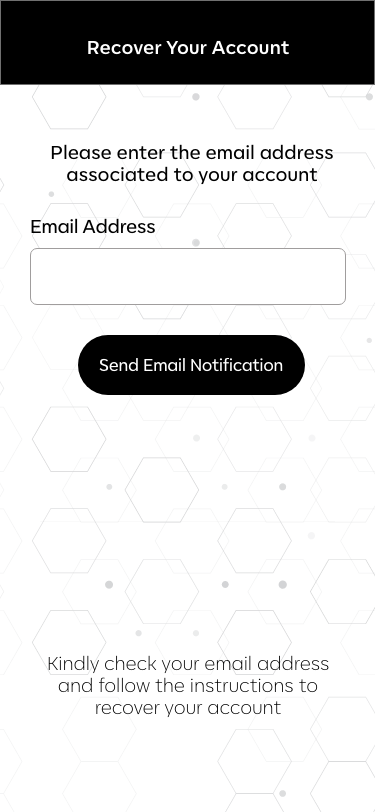 Recover Your Account
Please enter the email address
associated to your account
Email Address
Send Email Notification
Kindly check your email address
and follow the instructions to
recover your account